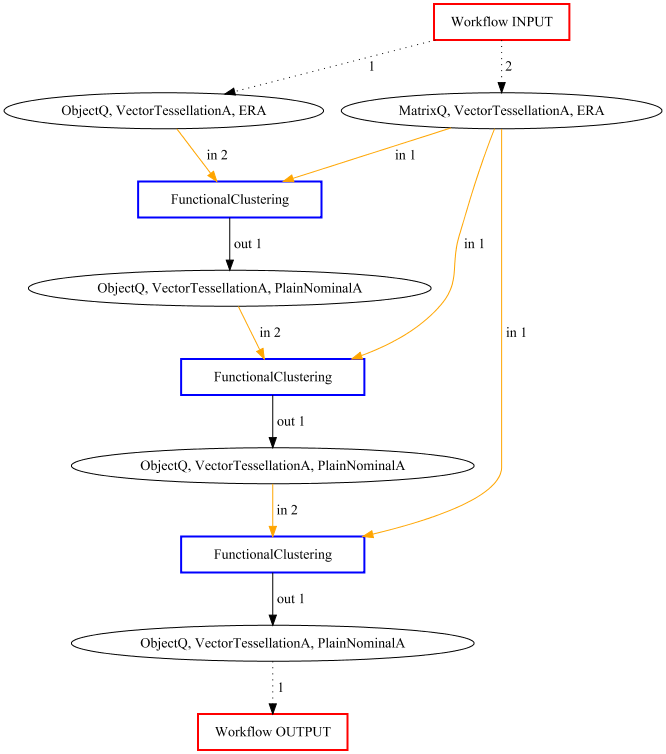 Workflow INPUT
1
2
ObjectQ, VectorTessellationA, ERA
MatrixQ, VectorTessellationA, ERA
in 2
in 1
FunctionalClustering
out 1
in 1
ObjectQ, VectorTessellationA, PlainNominalA
in 2
in 1
FunctionalClustering
out 1
ObjectQ, VectorTessellationA, PlainNominalA
in 2
FunctionalClustering
out 1
ObjectQ, VectorTessellationA, PlainNominalA
1
Workflow OUTPUT